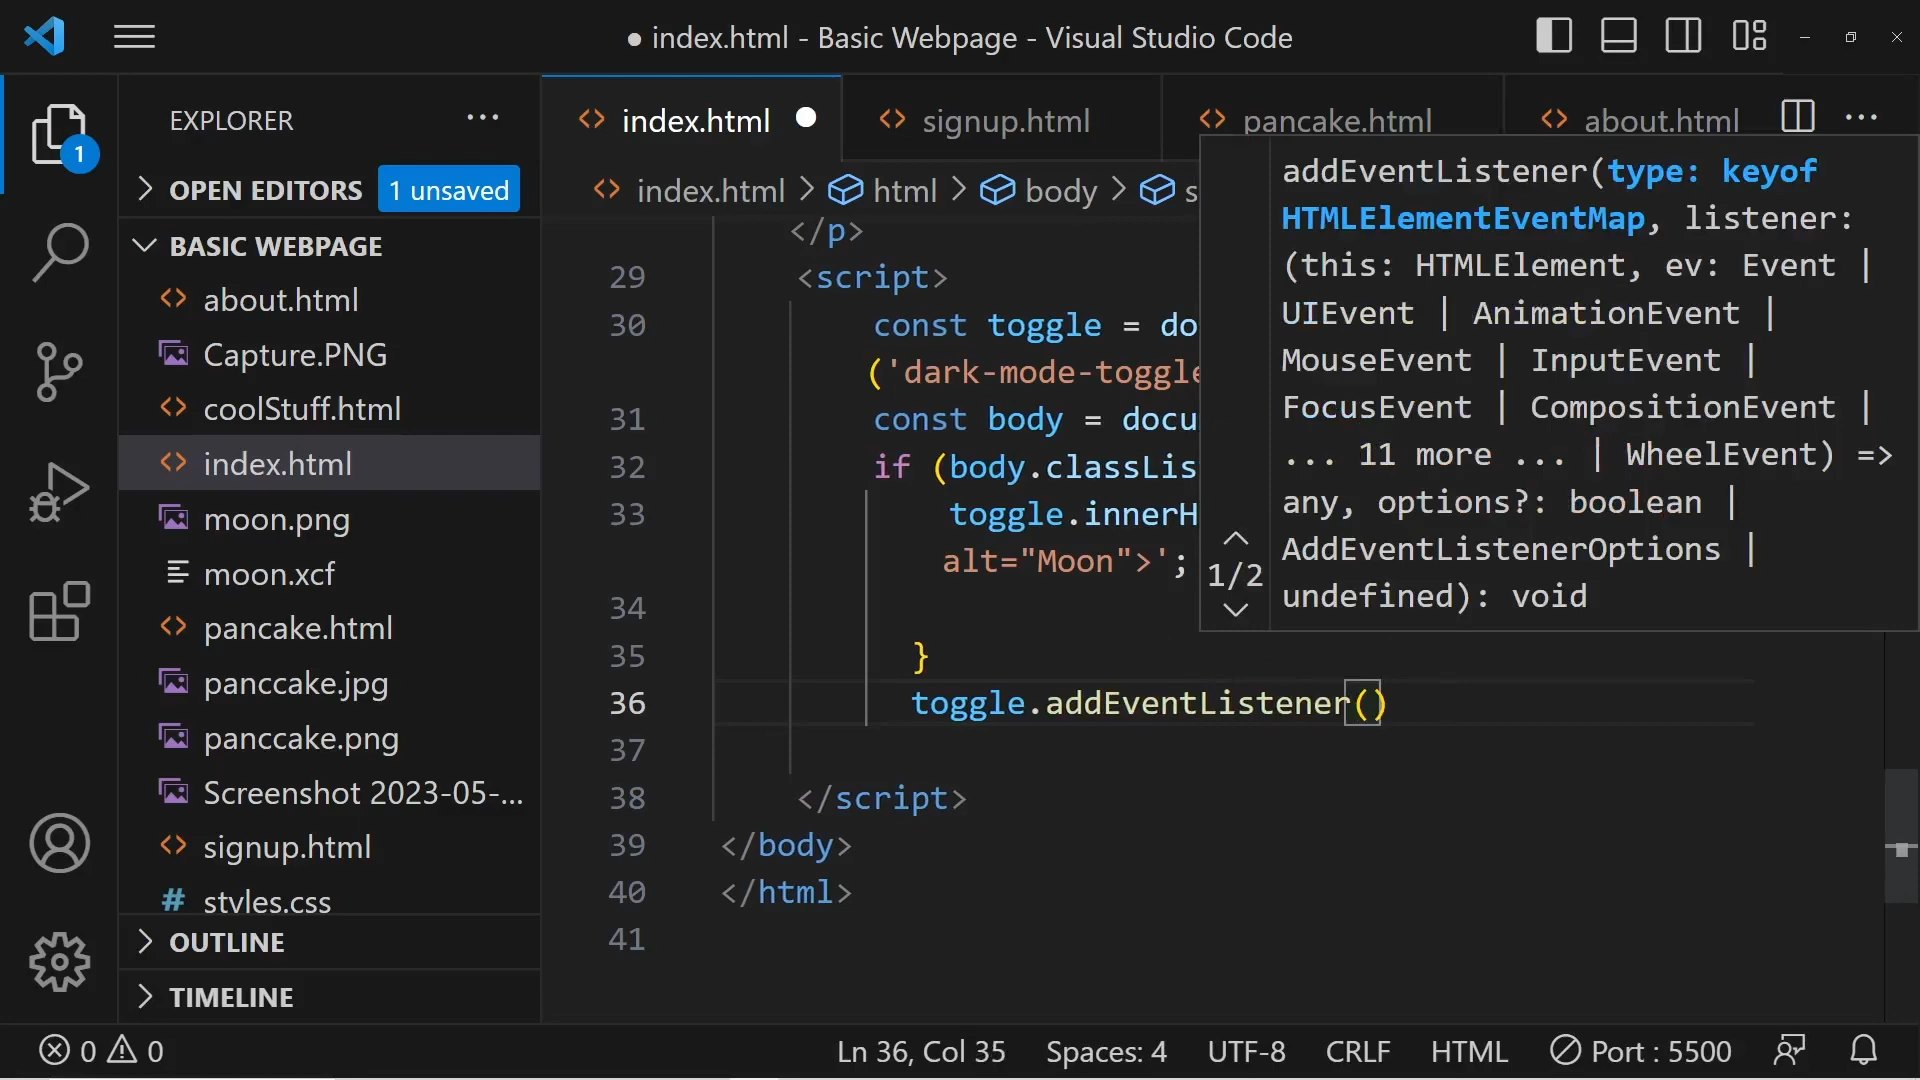 ● index.html - Basic Webpage - Visual Studio Code
EXPLORER
1
OPEN EDITORS 1 unsaved
BASIC WEBPAGE
about.html
Capture.PNG
coolStuff.html
index.html
moon.png
moon.xcf
pancake.html
panccake.jpg
panccake.png
Screenshot 2023-05-...
signup.html
# styles.css
OUTLINE
TIMELINE
index.html
signup.html
pancake.html
about.html
index.html > html > body > s
</p>
29 <script>
30 const toggle = do
('dark-mode-toggle
31 const body = docu
32 if (body.classLis
33 toggle.innerH
alt="Moon">';
34
35 }
36 toggle.addEventListener()
37
38 </script>
39 </body>
40 </html>
41
addEventListener(type: keyof
HTMLElementEventMap, listener:
(this: HTMLElement, ev: Event |
UIEvent | AnimationEvent |
MouseEvent | InputEvent |
FocusEvent | CompositionEvent |
... 11 more ... | WheelEvent) =>
any, options?: boolean |
AddEventListenerOptions |
undefined): void
1/2
0 0
Ln 36, Col 35 Spaces: 4 UTF-8 CRLF HTML Port : 5500